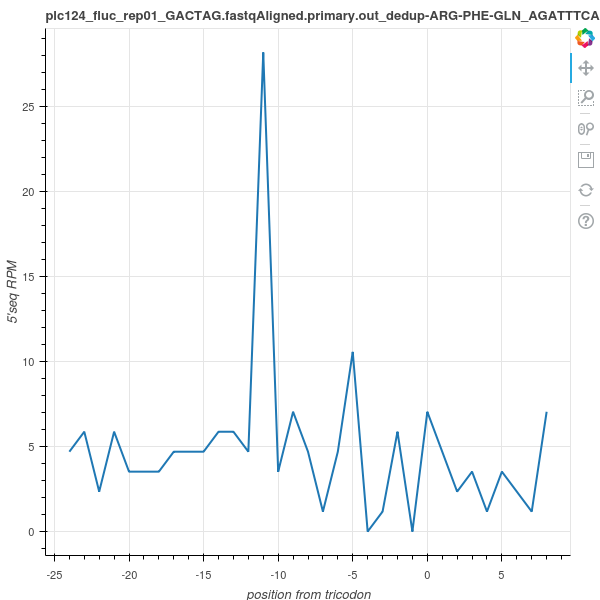 plc124_fluc_rep01_GACTAG.fastqAligned.primary.out_dedup-ARG-PHE-GLN_AGATTTCA
25
20
15
10
5
0
5'seq RPM
-25 -20 -15 -10 -5 0 5
position from tricodon